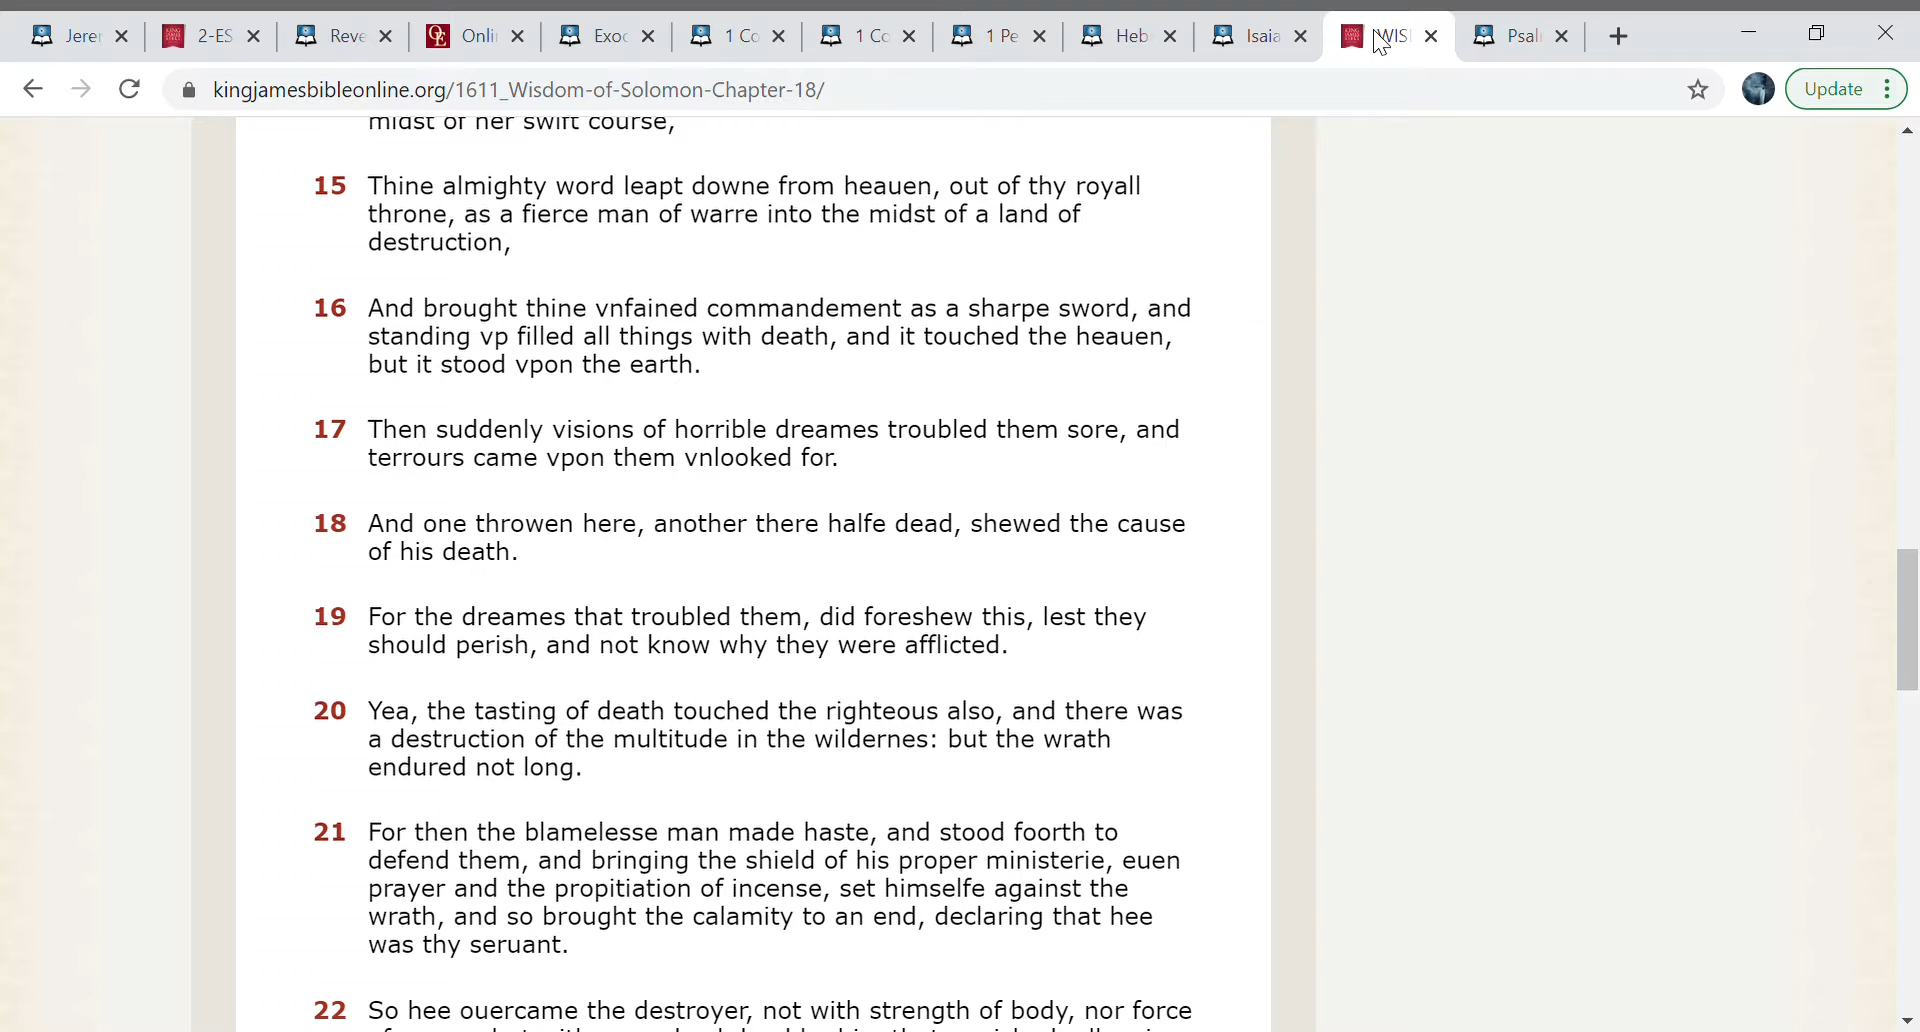 Jerer
2-ES
Reve
Onli
Exoc
1 Co
1 Co
1 Pe
Heb
Isaia
WIS
Psal
kingjamesbibleonline.org/1611_Wisdom-of-Solomon-Chapter-18/
Update
midst of her swift course,
15 Thine almighty word leapt downe from heauen, out of thy royall
throne, as a fierce man of warre into the midst of a land of
destruction,
16 And brought thine vnfained commandement as a sharpe sword, and
standing vp filled all things with death, and it touched the heauen,
but it stood vpon the earth.
17 Then suddenly visions of horrible dreames troubled them sore, and
terrours came vpon them vnlooked for.
18 And one throwen here, another there halfe dead, shewed the cause
of his death.
19 For the dreames that troubled them, did foreshew this, lest they
should perish, and not know why they were afflicted.
20 Yea, the tasting of death touched the righteous also, and there was
a destruction of the multitude in the wildernes: but the wrath
endured not long.
21 For then the blamelesse man made haste, and stood foorth to
defend them, and bringing the shield of his proper ministerie, euen
prayer and the propitiation of incense, set himselfe against the
wrath, and so brought the calamity to an end, declaring that hee
was thy seruant.
22 So hee ouercame the destroyer, not with strength of body, nor force